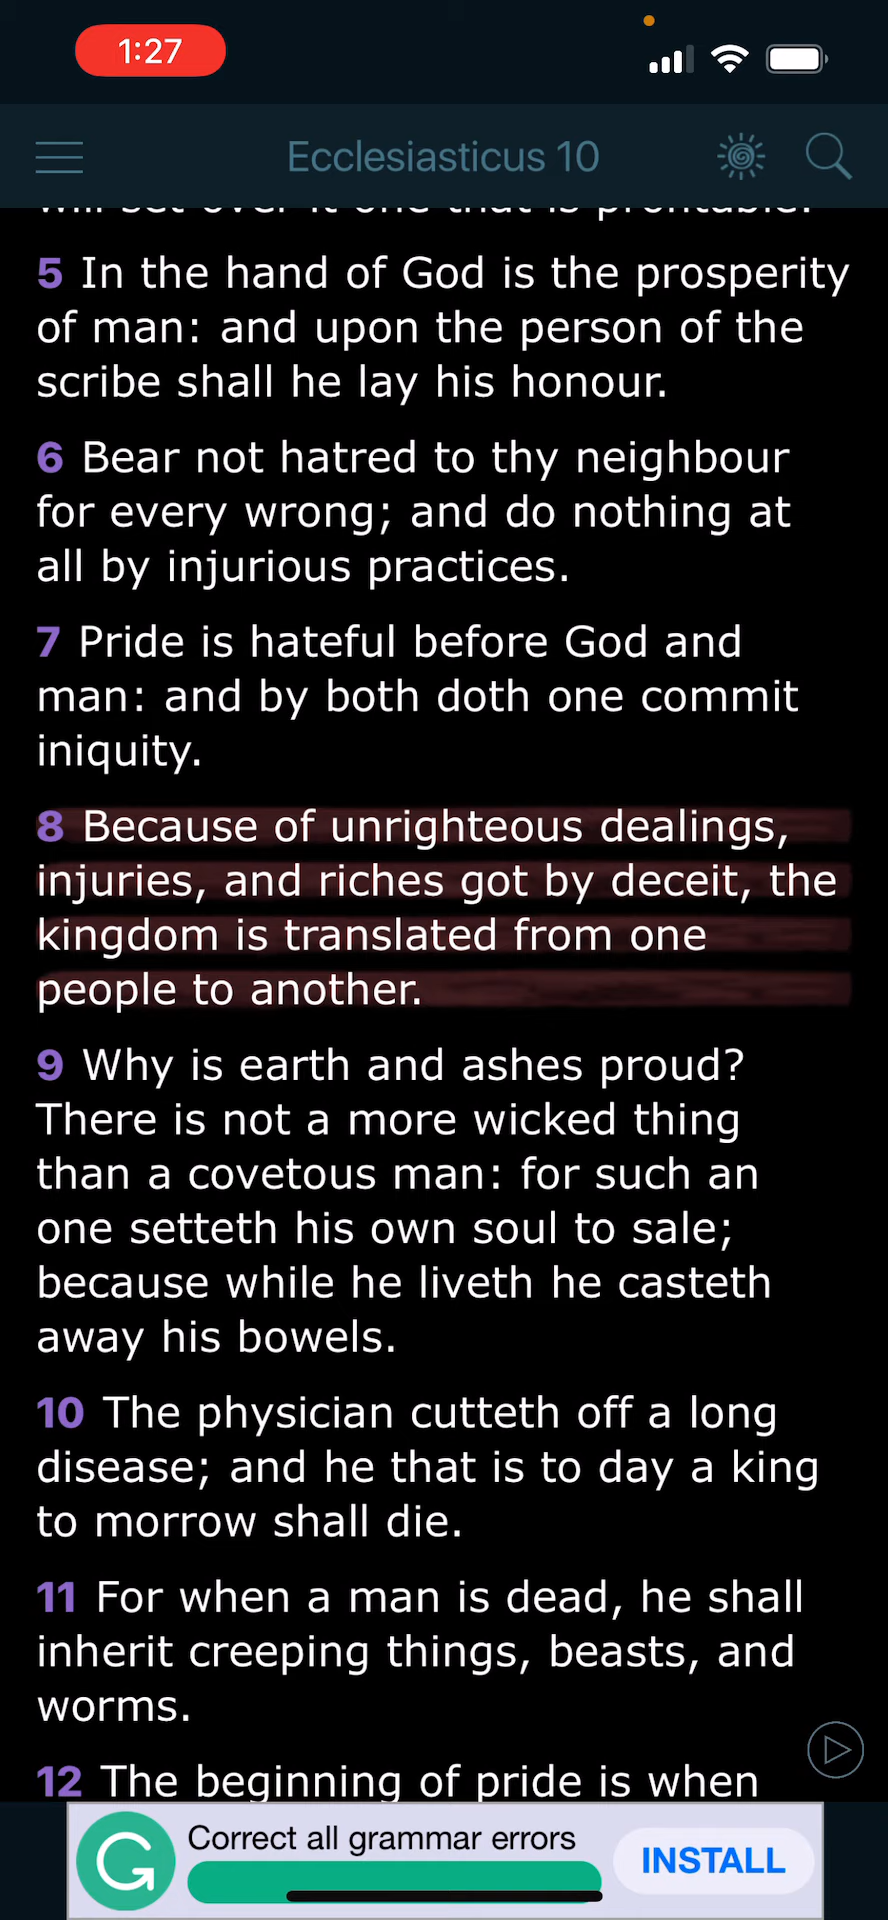 1:27
Ecclesiasticus 10
will set over it one that is profitable.
5 In the hand of God is the prosperity
of man: and upon the person of the
scribe shall he lay his honour.
6 Bear not hatred to thy neighbour
for every wrong; and do nothing at
all by injurious practices.
7 Pride is hateful before God and
man: and by both doth one commit
iniquity.
8 Because of unrighteous dealings,
injuries, and riches got by deceit, the
kingdom is translated from one
people to another.
9 Why is earth and ashes proud?
There is not a more wicked thing
than a covetous man: for such an
one setteth his own soul to sale;
because while he liveth he casteth
away his bowels.
10 The physician cutteth off a long
disease; and he that is to day a king
to morrow shall die.
11 For when a man is dead, he shall
inherit creeping things, beasts, and
worms.
12 The beginning of pride is when
Correct all grammar errors
INSTALL